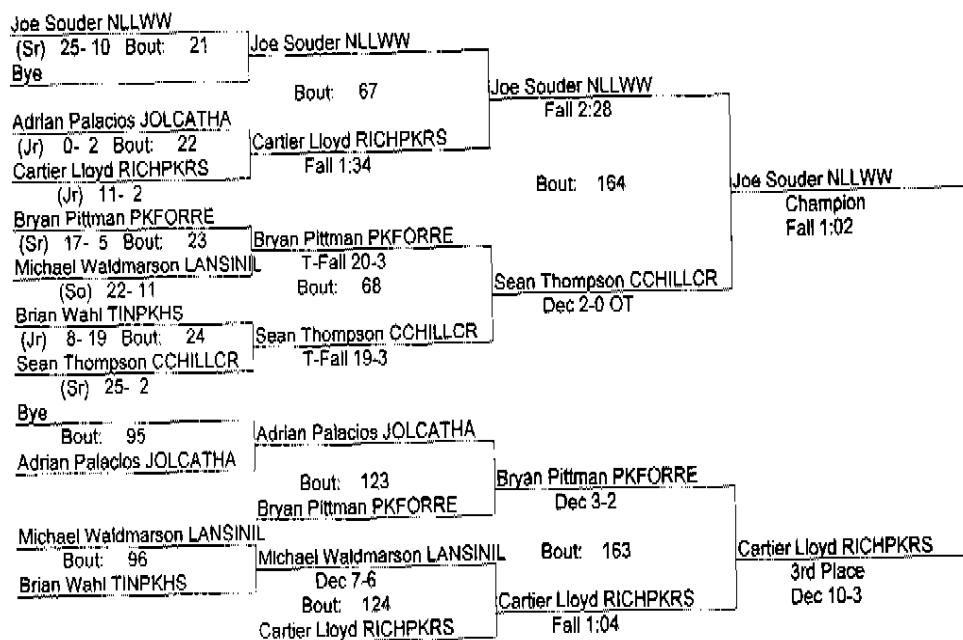 Joe Souder NLLWW
(Sr) 25- 10 Bout: 21
Bye
Joe Souder NLLWW
Bout: 67
Adrian Palacios JOLCATHA
(Jr) 0- 2 Bout: 22
Cartier Lloyd RICHPKRS
(Jr) 11- 2
Cartier Lloyd RICHPKRS
Fall 1:34
Joe Souder NLLWW
Fall 2:28
Bout: 164
Bryan Pittman PKFORRE
(Sr) 17- 5 Bout: 23
Michael Waldmarson LANSINIL
(So) 22- 11
Bryan Pittman PKFORRE
T-Fall 20-3
Bout: 68
Brian Wahl TINPKHS
(Jr) 8- 19 Bout: 24
Sean Thompson CCHILLCR
(Sr) 25- 2
Sean Thompson CCHILLCR
T-Fall 19-3
Sean Thompson CCHILLCR
Dec 2-0 OT
Joe Souder NLLWW
Champion
Fall 1:02
Bye
Bout: 95
Adrian Palacios JOLCATHA
Adrian Palacios JOLCATHA
Bout: 123
Bryan Pittman PKFORRE
Bryan Pittman PKFORRE
Dec 3-2
Michael Waldmarson LANSINIL
Bout: 96
Brian Wahl TINPKHS
Michael Waldmarson LANSINIL
Dec 7-6
Bout: 124
Cartier Lloyd RICHPKRS
Bout: 163
Cartier Lloyd RICHPKRS
Fall 1:04
Cartier Lloyd RICHPKRS
3rd Place
Dec 10-3